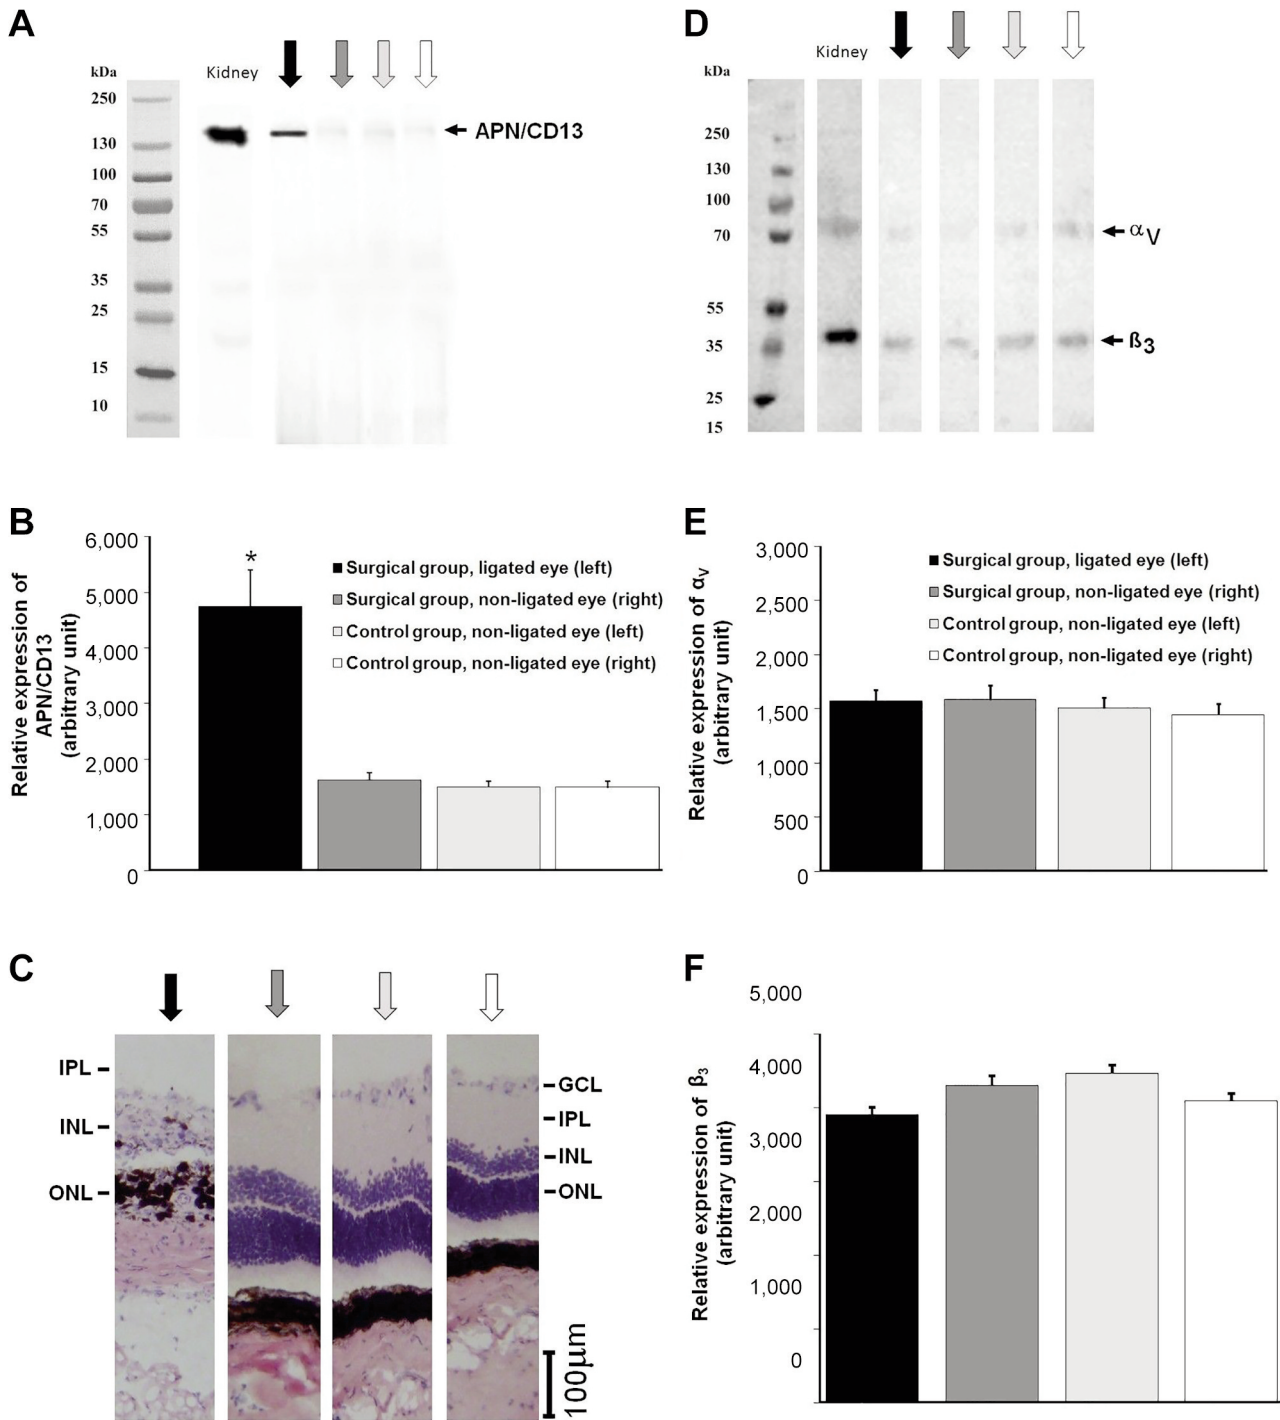 A
kDa
Kidney
250
130
100
70
55
35
25
15
10
APN/CD13
D
kDa
Kidney
250
130
100
70
55
35
25
15
αV
ß3
B
Relative expression of
APN/CD13
(arbitrary unit)
6,000
5,000
4,000
3,000
2,000
1,000
0
*
Surgical group, ligated eye (left)
Surgical group, non-ligated eye (right)
Control group, non-ligated eye (left)
Control group, non-ligated eye (right)
E
Relative expression of αV
(arbitrary unit)
3,000
2,500
2,000
1,500
1,000
500
0
Surgical group, ligated eye (left)
Surgical group, non-ligated eye (right)
Control group, non-ligated eye (left)
Control group, non-ligated eye (right)
C
IPL
INL
ONL
GCL
IPL
INL
ONL
100µm
F
Relative expression of β3
(arbitrary unit)
5,000
4,000
3,000
2,000
1,000
0